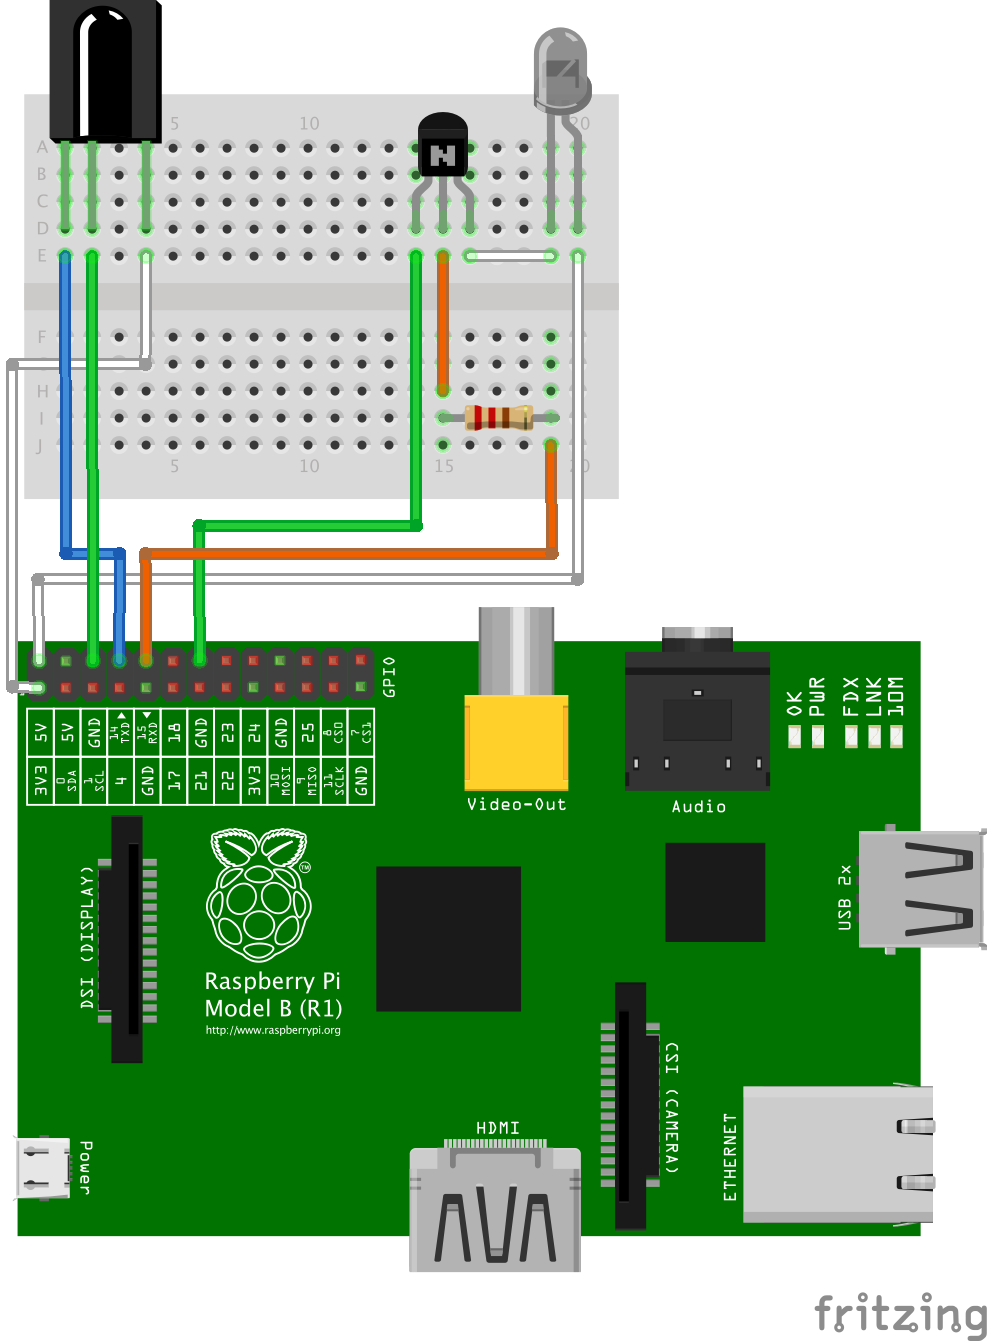 5 10 20
A
B
C
D
E
F
H
I
J
5 10 15 20
N
GPIO
5V 5V GND 14 TXD 15 RXD 18 GND 23 24 GND 25 8 CS0 7 CS1
3V3 0 SDA 1 SCL 4 GND 17 21 22 3V3 10 MOSI 9 MISO 11 SCLK GND
OK PWR FDX LNK 10M
Video-Out
Audio
USB 2x
DSI (DISPLAY)
TM
Raspberry Pi
Model B (R1)
http://www.raspberrypi.org
CSI (CAMERA)
HDMI
ETHERNET
Power
fritzing